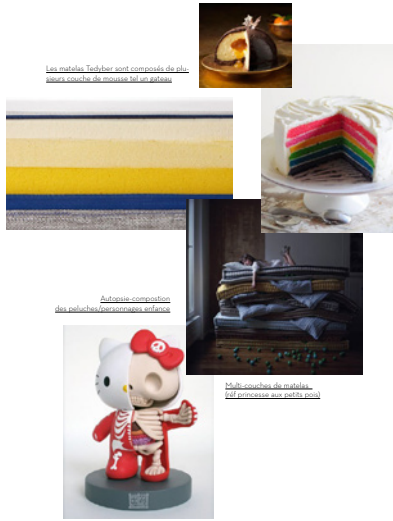 Les matelas Tedyber sont composés de plu-
sieurs couche de mousse tel un gateau
Autopsie-compostion
des peluches/personnages enfance
Multi-couches de matelas
(réf princesse aux petits pois)